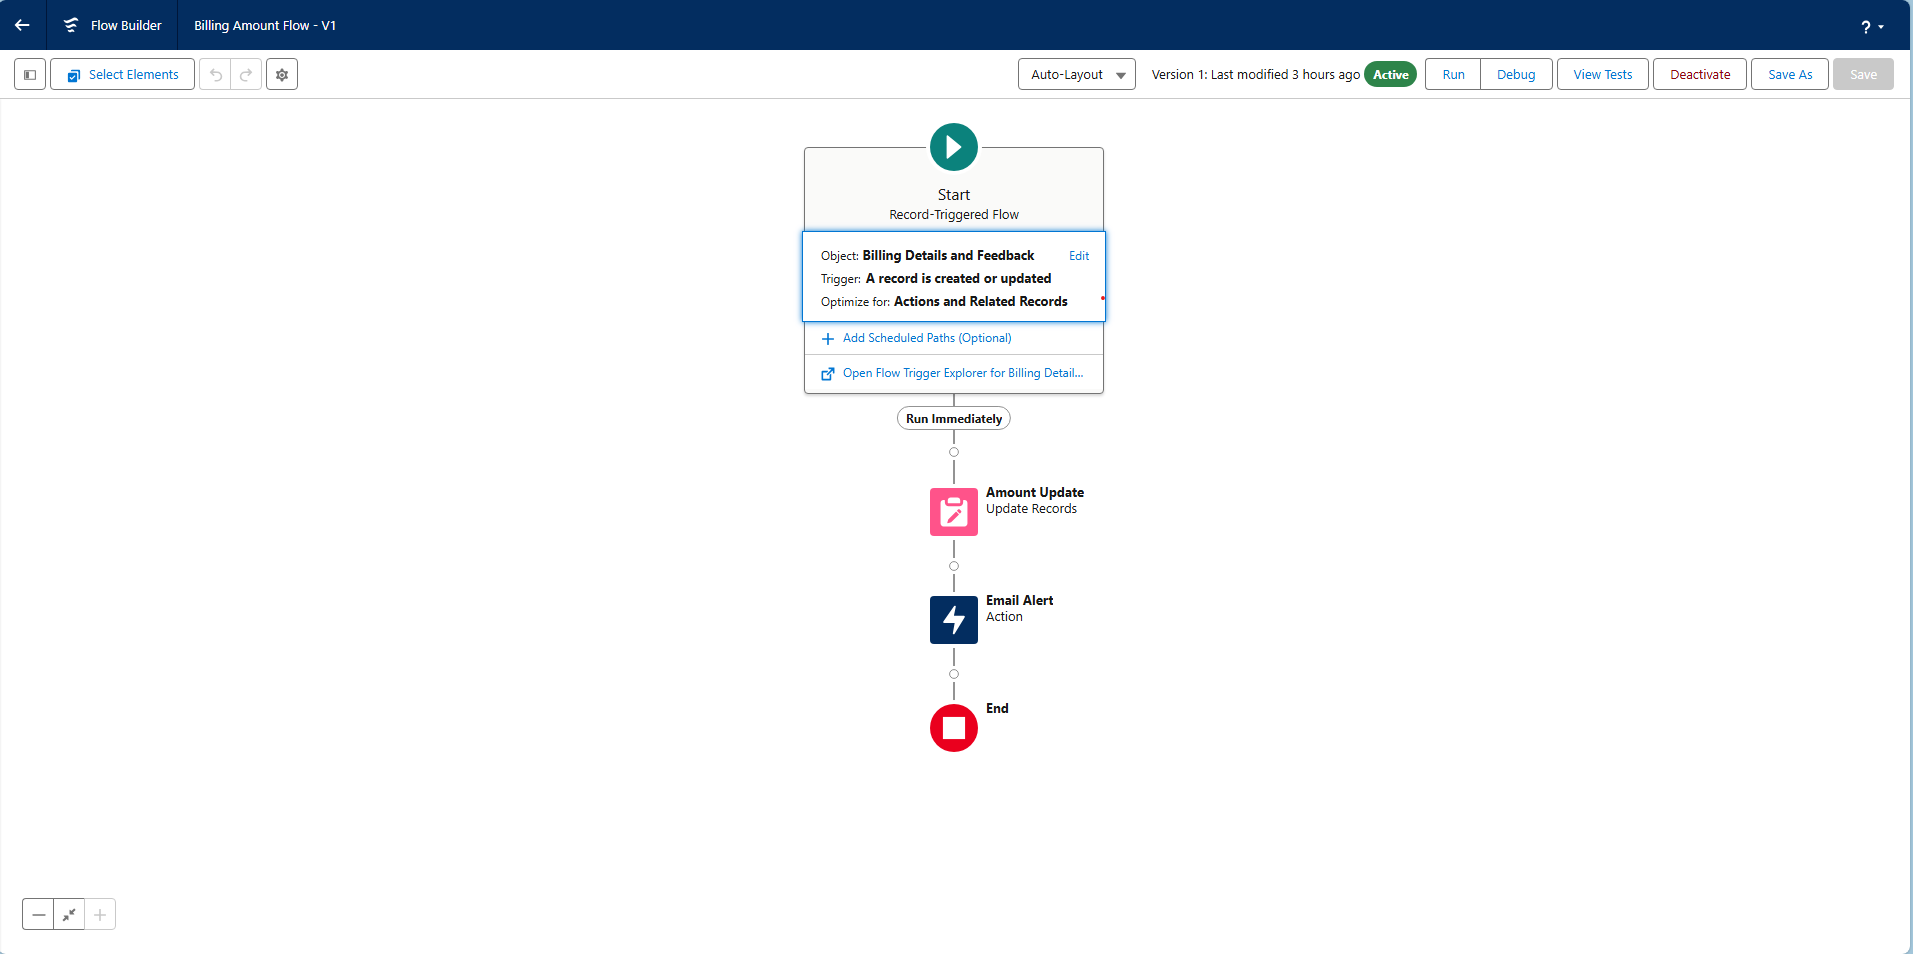 Flow Builder
Billing Amount Flow - V1
?
Select Elements
Auto-Layout
Version 1: Last modified 3 hours ago
Active
Run
Debug
View Tests
Deactivate
Save As
Save
Start
Record-Triggered Flow
Object: Billing Details and Feedback
Edit
Trigger: A record is created or updated
Optimize for: Actions and Related Records
Add Scheduled Paths (Optional)
Open Flow Trigger Explorer for Billing Detail...
Run Immediately
Amount Update
Update Records
Email Alert
Action
End